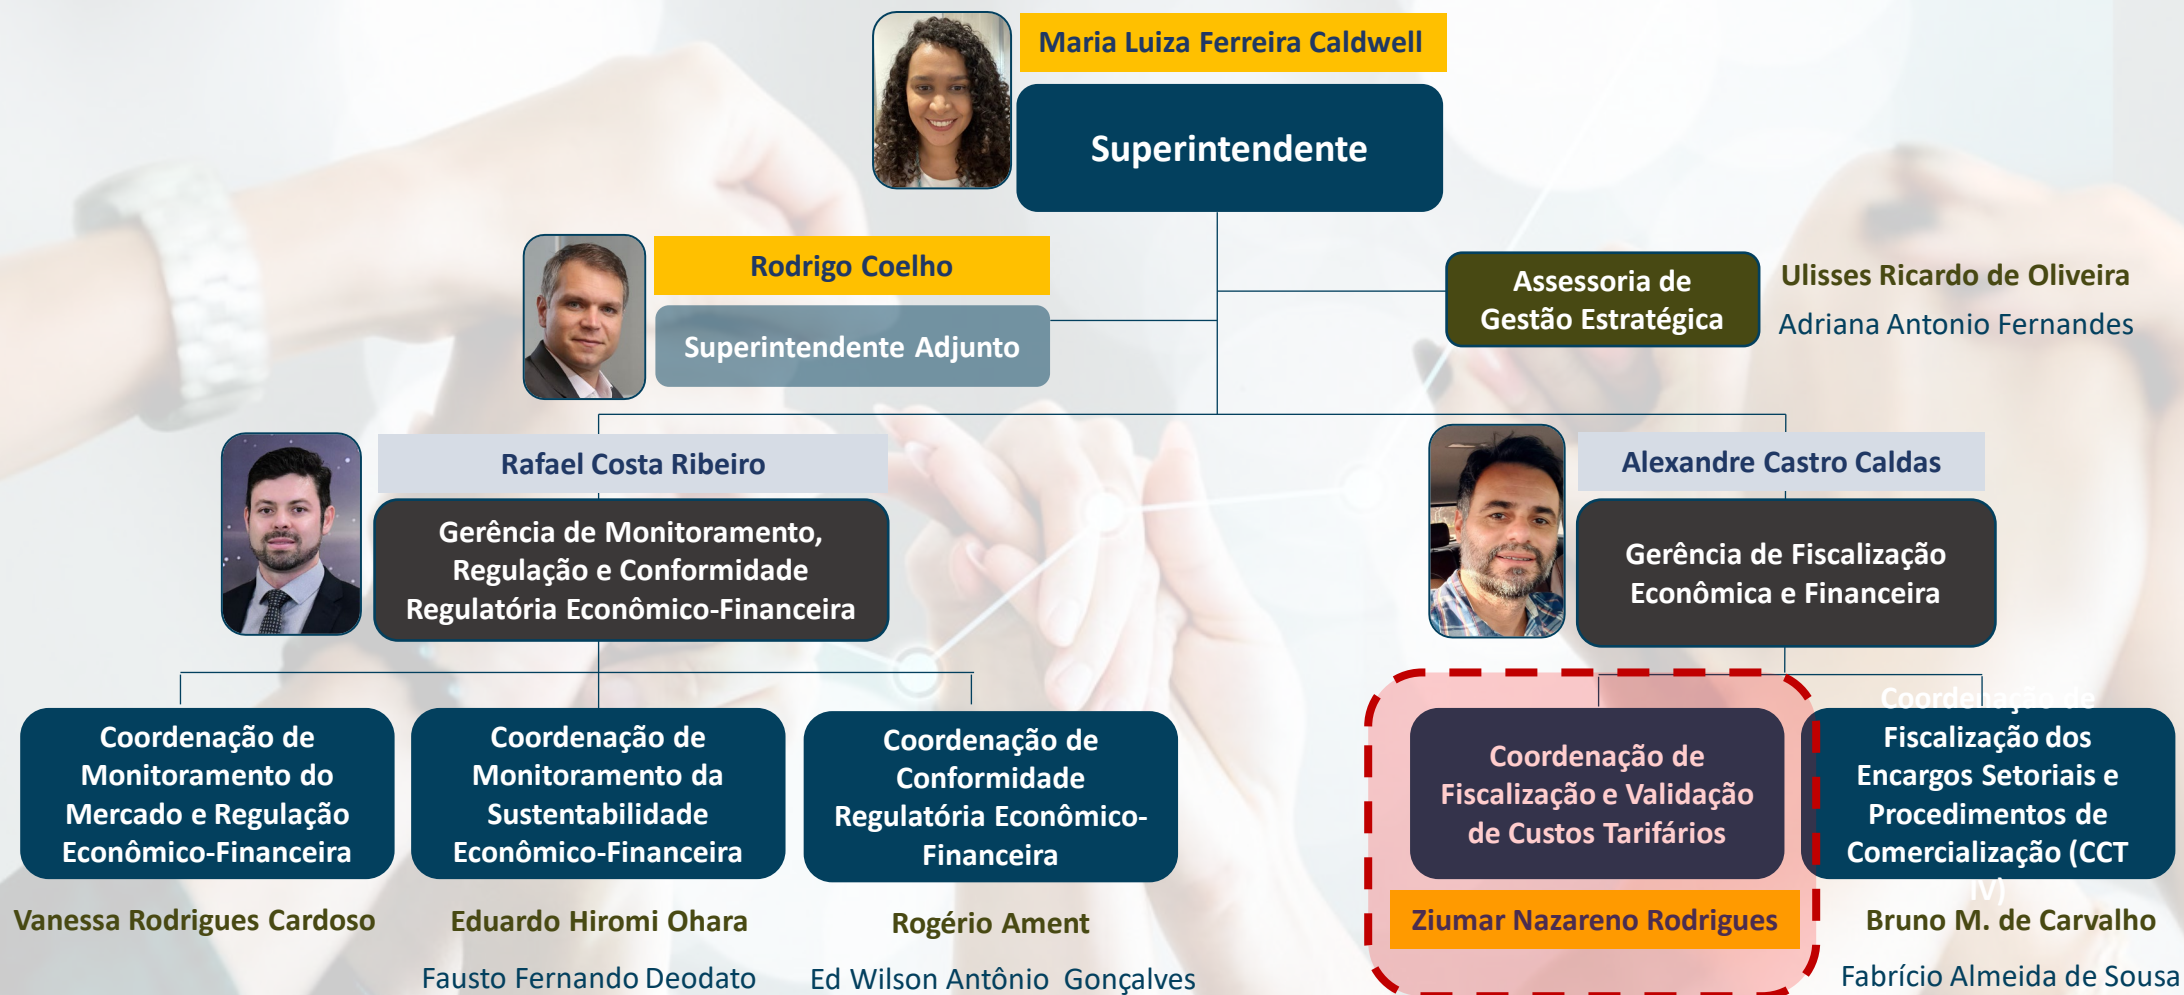 Maria Luiza Ferreira Caldwell
Superintendente
Rodrigo Coelho
Superintendente Adjunto
Assessoria de
Gestão Estratégica
Ulisses Ricardo de Oliveira
Adriana Antonio Fernandes
Rafael Costa Ribeiro
Gerência de Monitoramento,
Regulação e Conformidade
Regulatória Econômico-Financeira
Alexandre Castro Caldas
Gerência de Fiscalização
Econômica e Financeira
Coordenação de
Monitoramento do
Mercado e Regulação
Econômico-Financeira
Vanessa Rodrigues Cardoso
Coordenação de
Monitoramento da
Sustentabilidade
Econômico-Financeira
Eduardo Hiromi Ohara
Fausto Fernando Deodato
Coordenação de
Conformidade
Regulatória Econômico-
Financeira
Rogério Ament
Ed Wilson Antônio Gonçalves
Coordenação de
Fiscalização e Validação
de Custos Tarifários
Ziumar Nazareno Rodrigues
Coordenação de
Fiscalização dos
Encargos Setoriais e
Procedimentos de
Comercialização (CCT
IV)
Bruno M. de Carvalho
Fabrício Almeida de Sousa